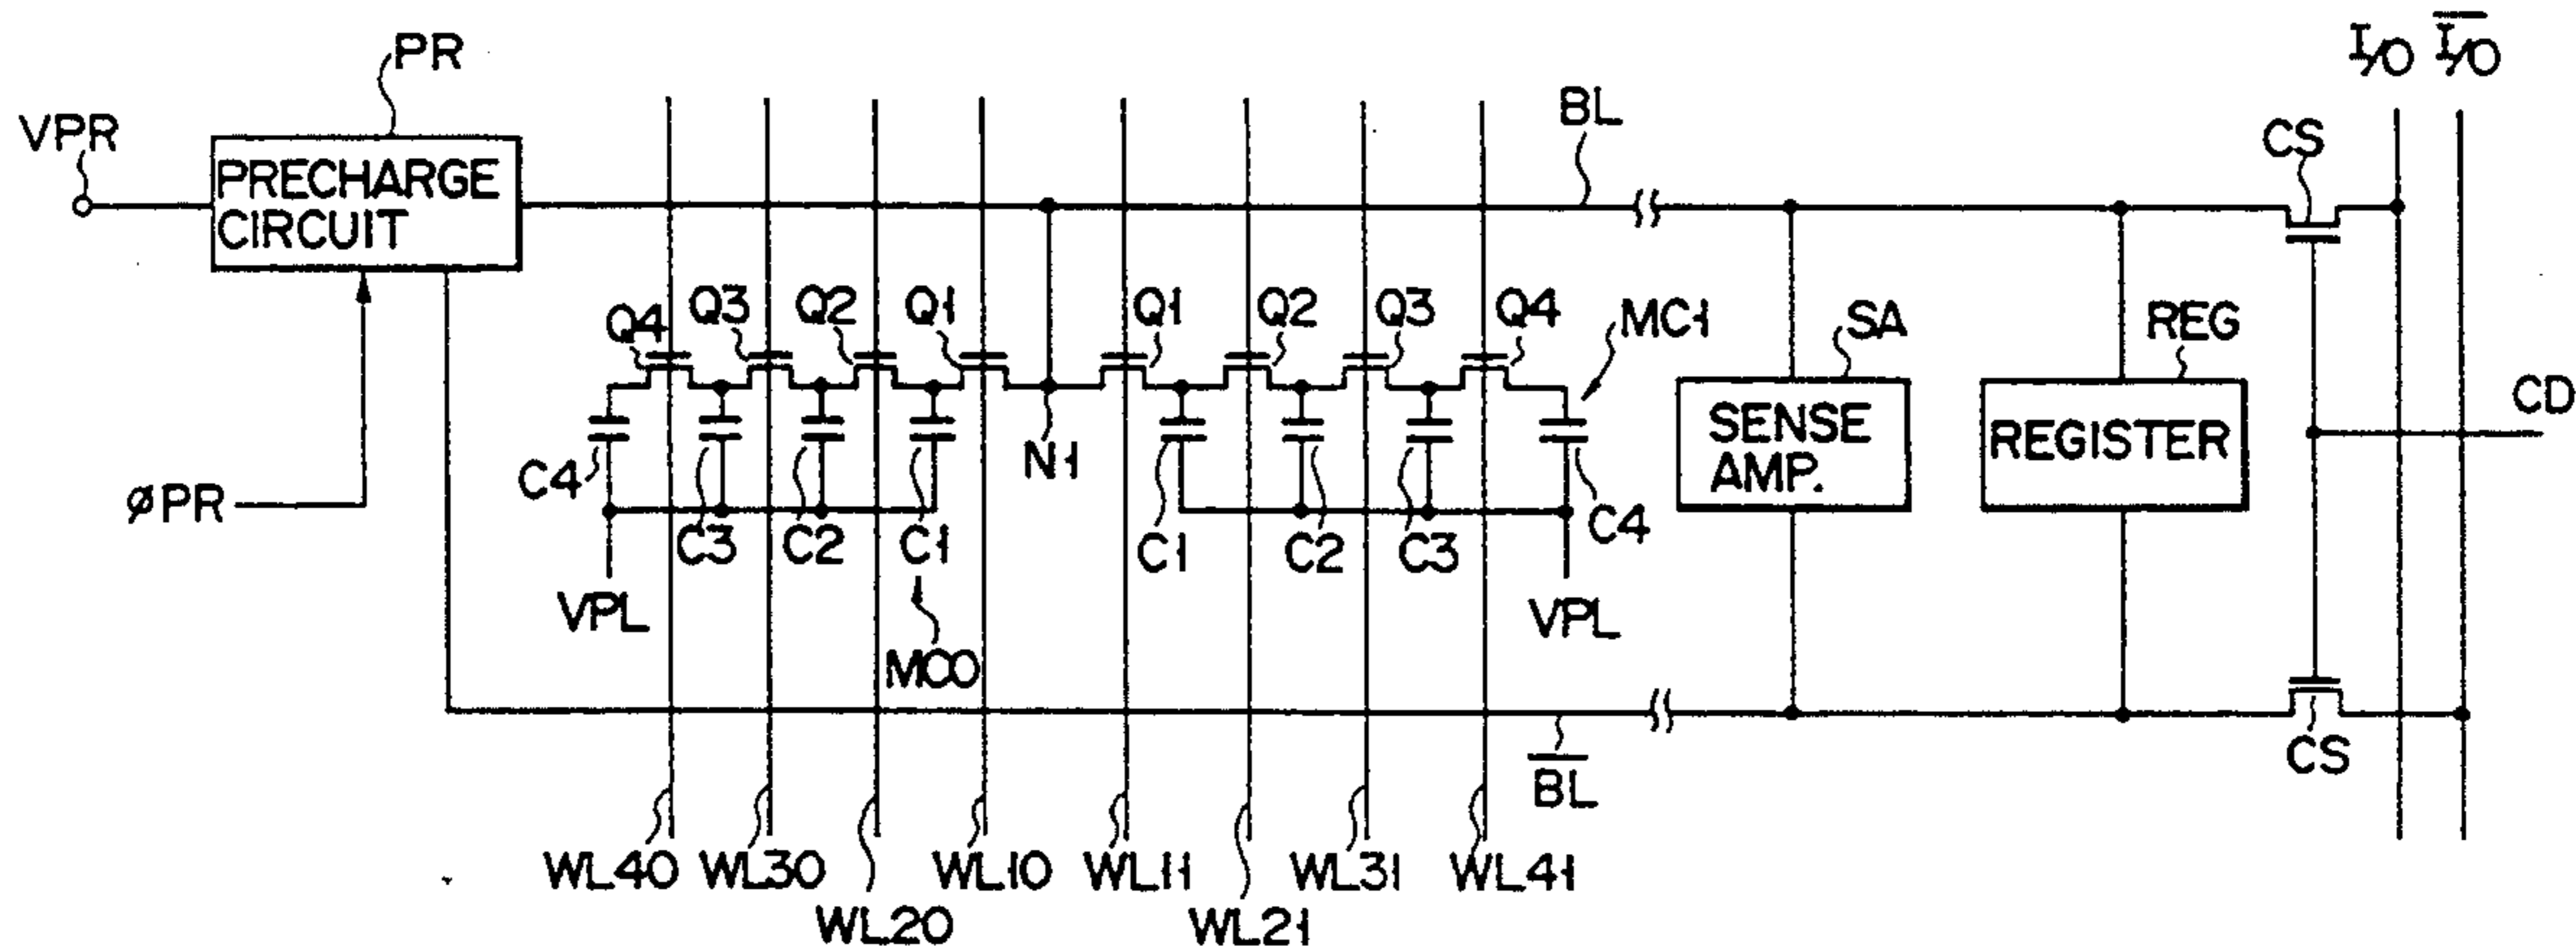 I/O I/O
PR
VPR
BL
CS
PRECHARGE
CIRCUIT
Q4 Q3 Q2 Q1 Q1 Q2 Q3 Q4 MC1
SA
REG
CD
SENSE
AMP.
REGISTER
N1
C4
øPR
C3 C2 C1 C1 C2 C3 C4
VPL VPL
MC0
BL
CS
WL40 WL30 WL10 WL11 WL31 WL41
WL20 WL21